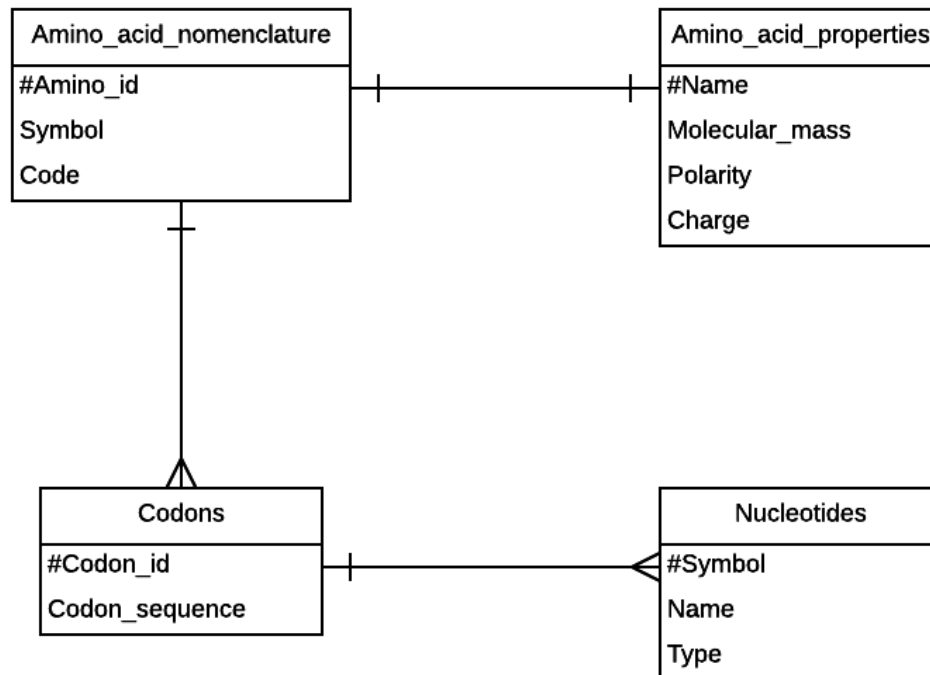 Amino_acid_nomenclature
#Amino_id
Symbol
Code
Amino_acid_properties
#Name
Molecular_mass
Polarity
Charge
Codons
#Codon_id
Codon_sequence
Nucleotides
#Symbol
Name
Type